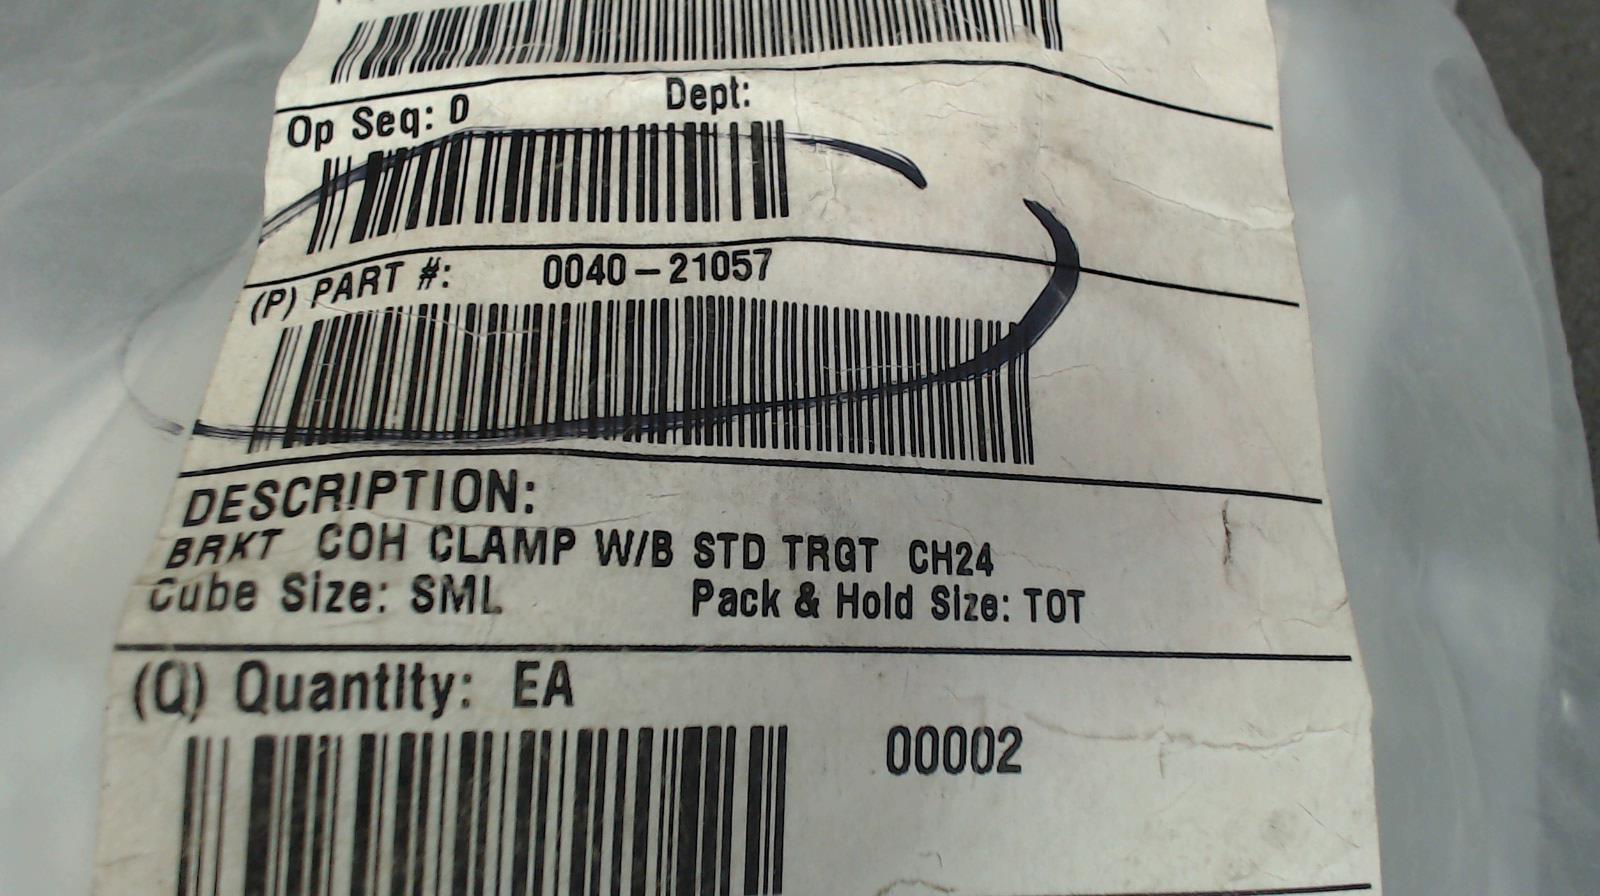 Op Seq: 0 Dept:
(P) PART #: 0040-21057
DESCRIPTION:
BRKT COH CLAMP W/B STD TRGT CH24
Cube Size: SML Pack & Hold Size: TOT
(Q) Quantity: EA
00002